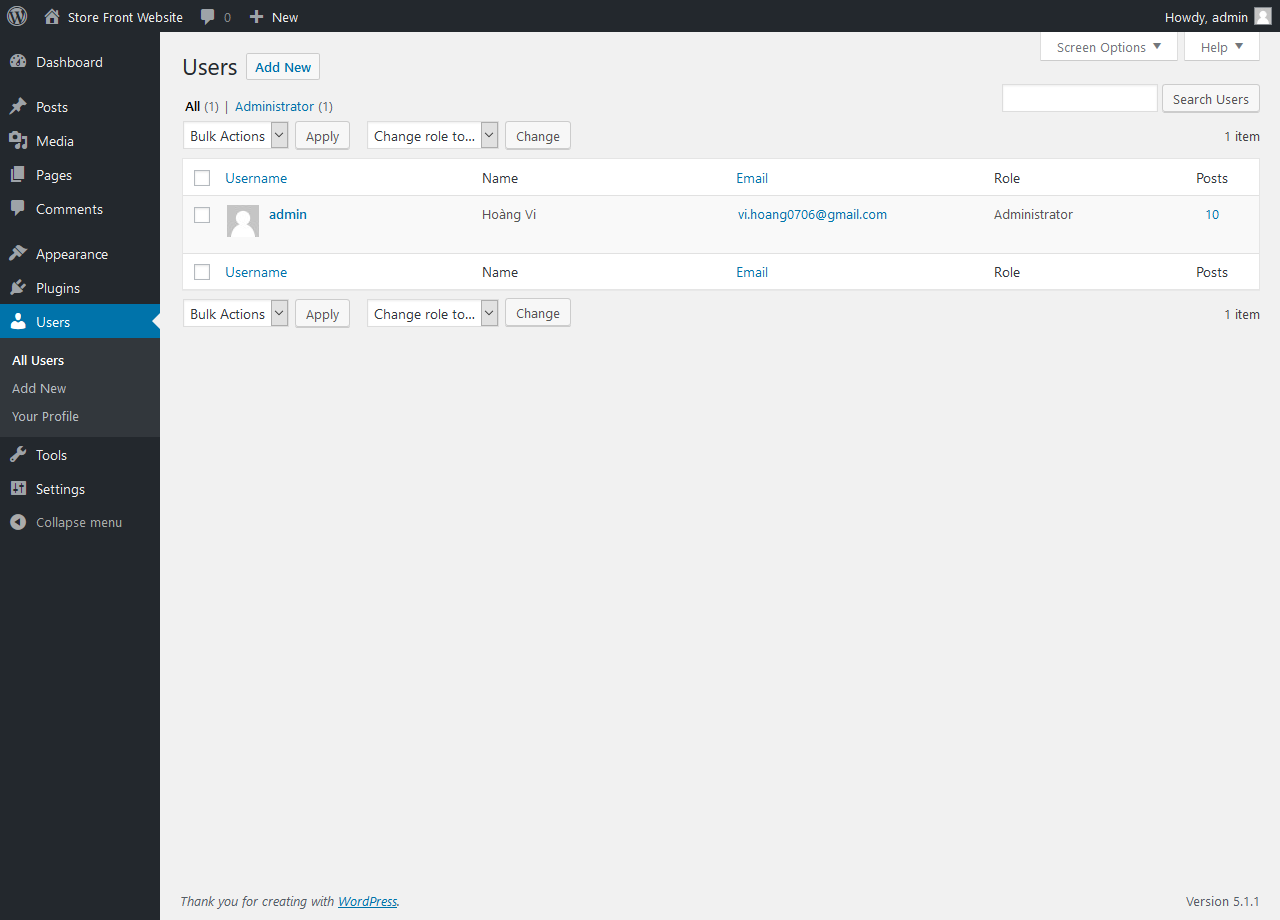 Store Front Website 0 New Howdy, admin
Screen Options Help
Users Add New
All (1) | Administrator (1)
Search Users
Bulk Actions Apply Change role to... Change 1 item
Username Name Email Role Posts
admin Hoàng Vi vi.hoang0706@gmail.com Administrator 10
Username Name Email Role Posts
Bulk Actions Apply Change role to... Change 1 item
Dashboard
Posts
Media
Pages
Comments
Appearance
Plugins
Users
All Users
Add New
Your Profile
Tools
Settings
Collapse menu
Thank you for creating with WordPress. Version 5.1.1